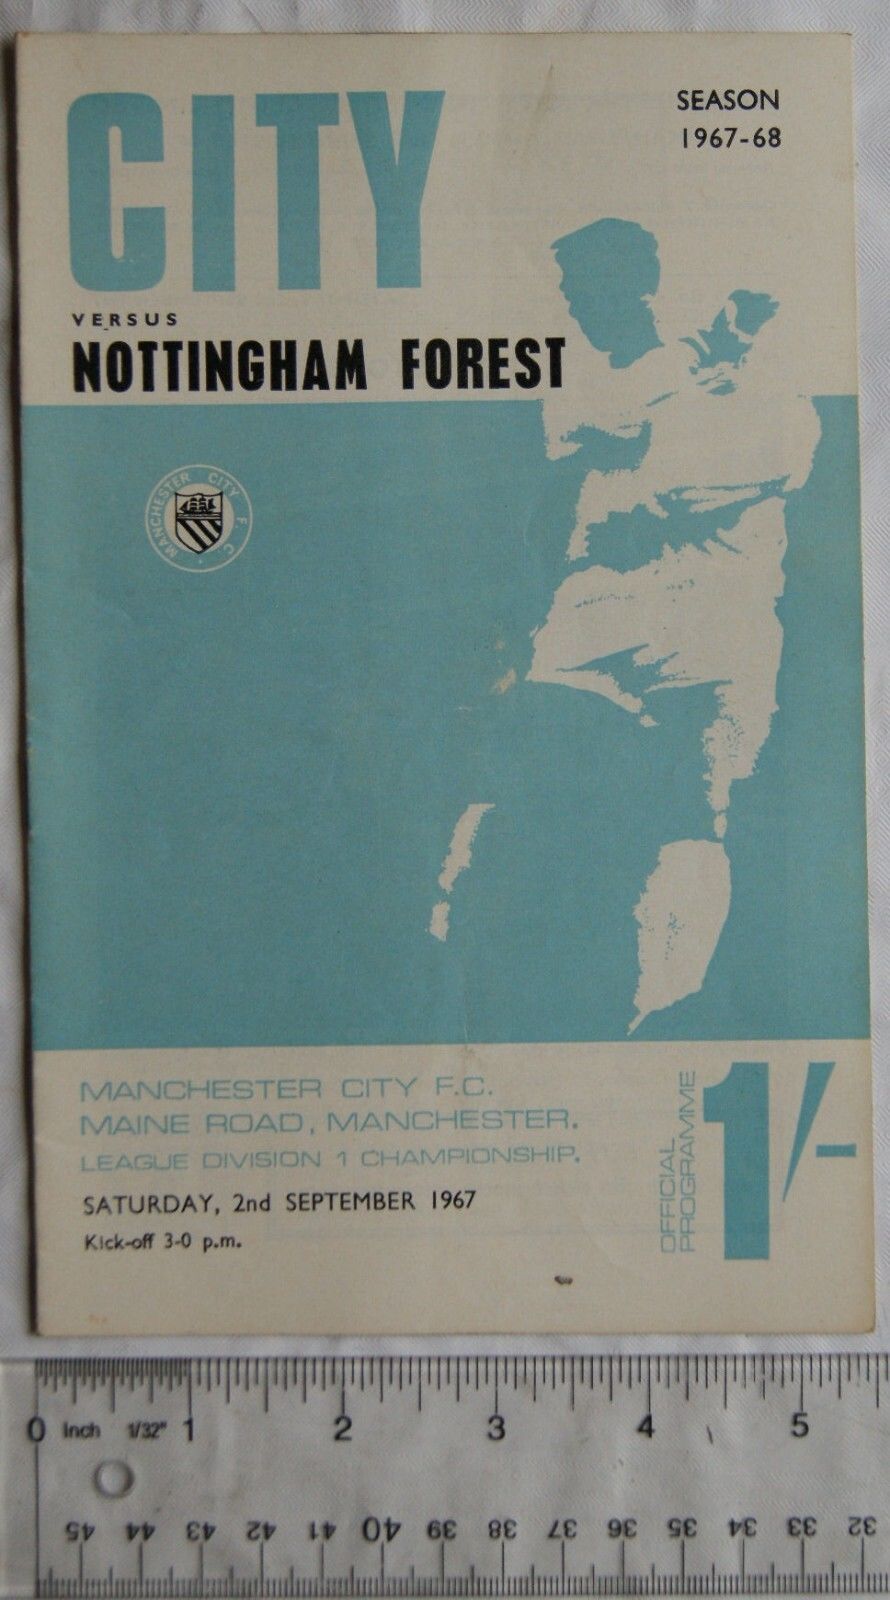 CITY
SEASON
1967-68
VERSUS
NOTTINGHAM FOREST
MANCHESTER CITY F.C.
MANCHESTER CITY F.C.
MAINE ROAD, MANCHESTER.
LEAGUE DIVISION 1 CHAMPIONSHIP.
SATURDAY, 2nd SEPTEMBER 1967
Kick-off 3-0 p.m.
OFFICIAL
PROGRAMME
1/-
0 Inch 1/32" 1 2 3 4 5
45 44 43 42 41 40 39 38 37 36 35 34 33 32